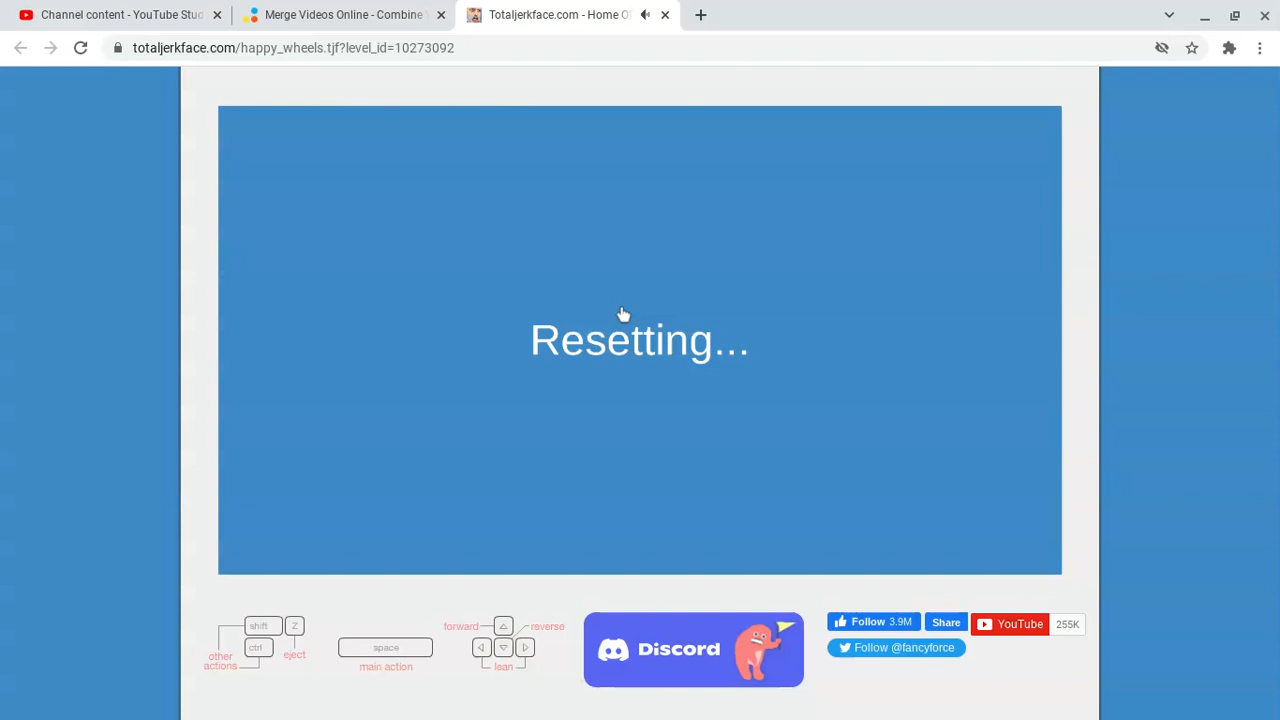 Channel content - YouTube Stud
Merge Videos Online - Combine V
Totaljerkface.com - Home Of
totaljerkface.com/happy_wheels.tjf?level_id=10273092
Resetting...
shift
Z
ctrl
other
actions
eject
space
main action
forward
reverse
lean
Discord
Follow 3.9M
Share
YouTube
255K
Follow @fancyforce